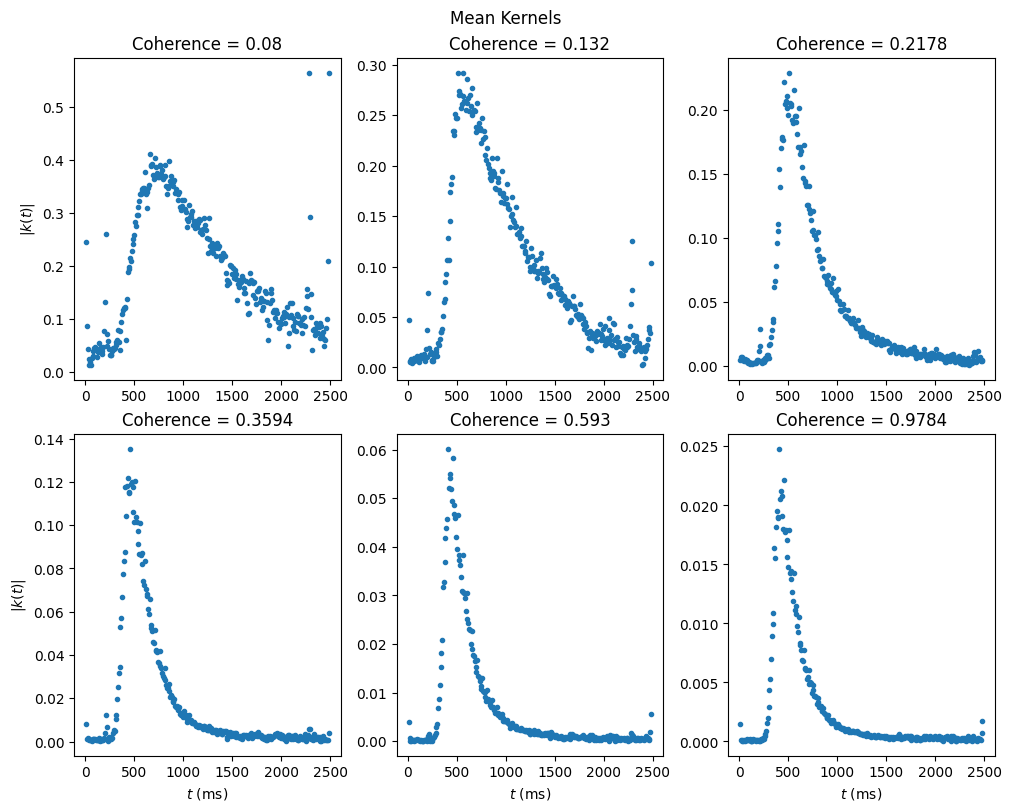 Mean Kernels
Coherence = 0.08
Coherence = 0.132
Coherence = 0.2178
|k(t)|
0.5
0.4
0.3
0.2
0.1
0.0
0 500 1000 1500 2000 2500
0.30
0.25
0.20
0.15
0.10
0.05
0.00
0 500 1000 1500 2000 2500
0.20
0.15
0.10
0.05
0.00
0 500 1000 1500 2000 2500
Coherence = 0.3594
Coherence = 0.593
Coherence = 0.9784
|k(t)|
0.14
0.12
0.10
0.08
0.06
0.04
0.02
0.00
0 500 1000 1500 2000 2500
t (ms)
0.06
0.05
0.04
0.03
0.02
0.01
0.00
0 500 1000 1500 2000 2500
t (ms)
0.025
0.020
0.015
0.010
0.005
0.000
0 500 1000 1500 2000 2500
t (ms)